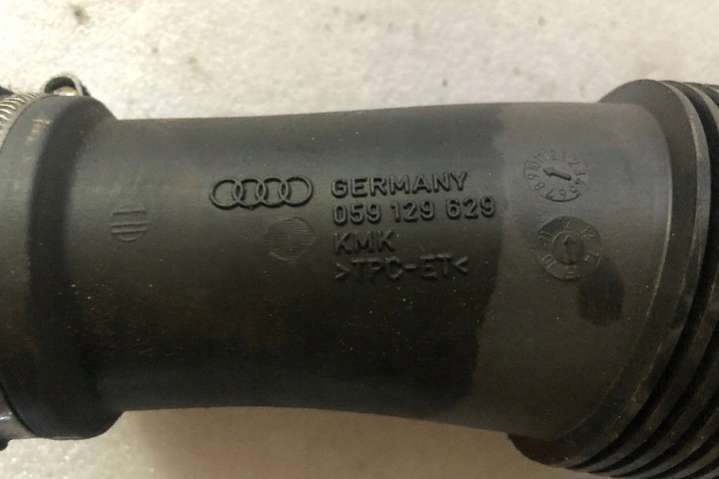 GERMANY
059 129 629
KMK
>TPC-ET<